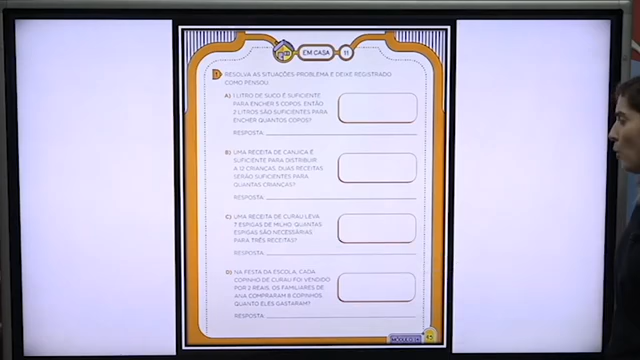 EM CASA 11
1 RESOLVA AS SITUAÇÕES-PROBLEMA E DEIXE REGISTRADO
COMO PENSOU.
A) 1 LITRO DE SUCO É SUFICIENTE
PARA ENCHER 5 COPOS. ENTÃO
2 LITROS SÃO SUFICIENTES PARA
ENCHER QUANTOS COPOS?
RESPOSTA:
B) UMA RECEITA DE CANJICA É
SUFICIENTE PARA DISTRIBUIR
A 12 CRIANÇAS. DUAS RECEITAS
SERÃO SUFICIENTES PARA
QUANTAS CRIANÇAS?
RESPOSTA:
C) UMA RECEITA DE CURAU LEVA
7 ESPIGAS DE MILHO. QUANTAS
ESPIGAS SÃO NECESSÁRIAS
PARA TRÊS RECEITAS?
RESPOSTA:
D) NA FESTA DA ESCOLA, CADA
COPINHO DE CURAU FOI VENDIDO
POR 2 REAIS. OS FAMILIARES DE
ANA COMPRARAM 8 COPINHOS.
QUANTO ELES GASTARAM?
RESPOSTA: